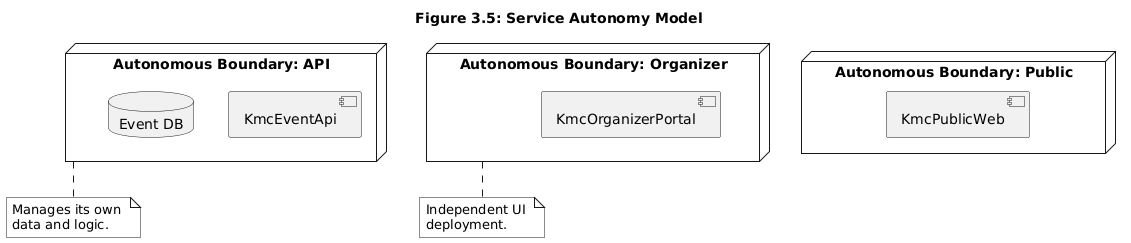 Figure 3.5: Service Autonomy Model
Autonomous Boundary: API
Event DB
KmcEventApi
Autonomous Boundary: Organizer
KmcOrganizerPortal
Autonomous Boundary: Public
KmcPublicWeb
Manages its own
data and logic.
Independent UI
deployment.